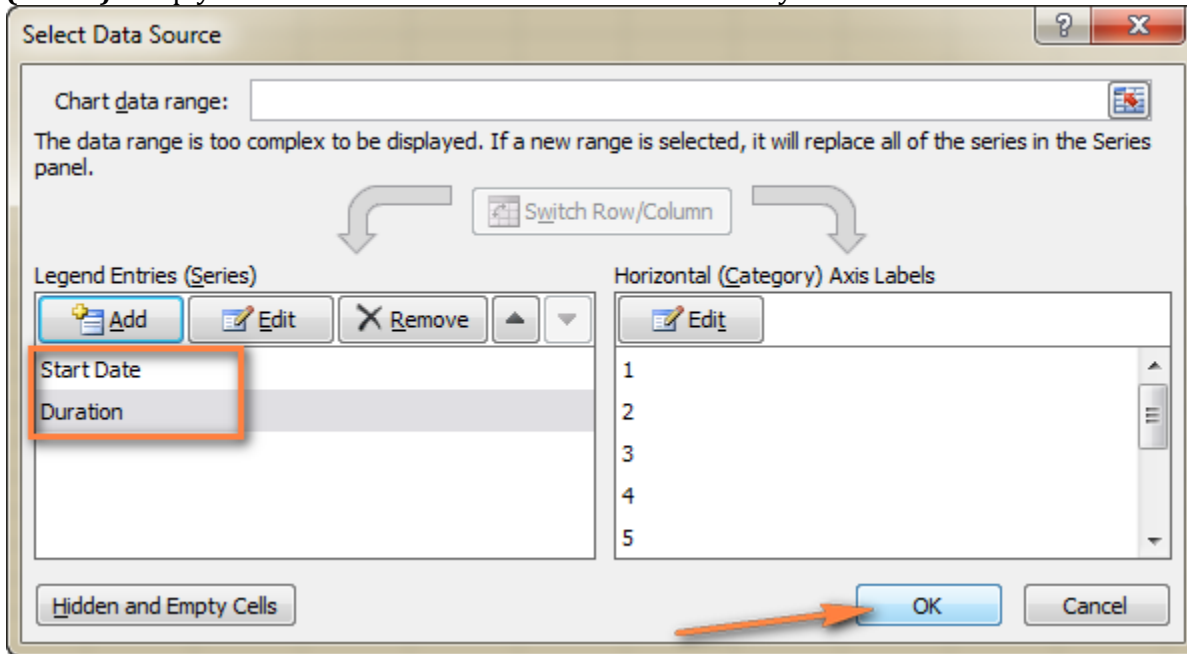 Select Data Source
Chart data range:
The data range is too complex to be displayed. If a new range is selected, it will replace all of the series in the Series
panel.
Switch Row/Column
Legend Entries (Series)
Horizontal (Category) Axis Labels
Add Edit Remove
Edit
Start Date
Duration
1
2
3
4
5
Hidden and Empty Cells
OK
Cancel